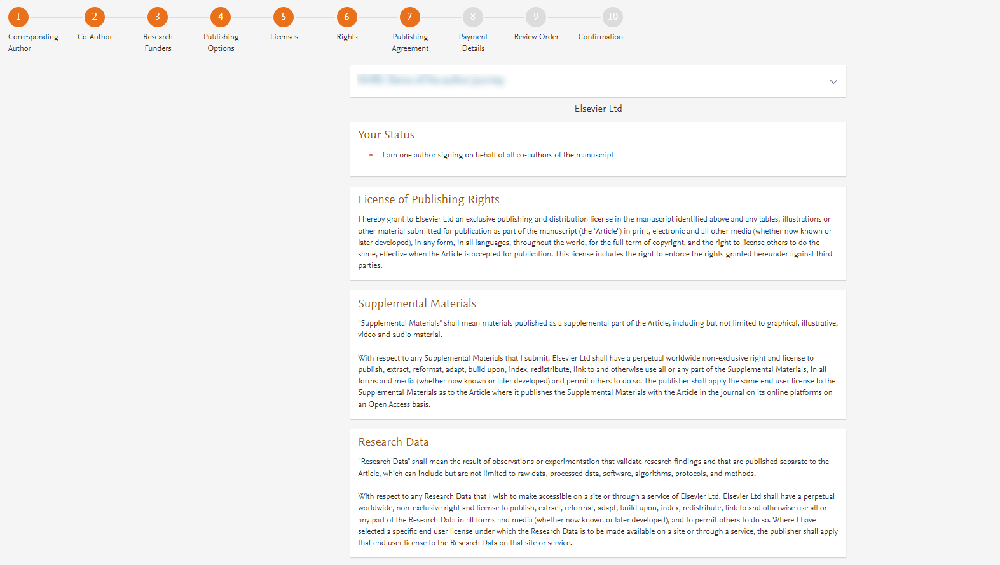 1 2 3 4 5 6 7 8 9 10
Corresponding Author
Co-Author
Research Funders
Publishing Options
Licenses
Rights
Publishing Agreement
Payment Details
Review Order
Confirmation
Elsevier Ltd
Your Status
• I am one author signing on behalf of all co-authors of the manuscript
License of Publishing Rights
I hereby grant to Elsevier Ltd an exclusive publishing and distribution license in the manuscript identified above and any tables, illustrations or
other material submitted for publication as part of the manuscript (the "Article") in print, electronic and all other media (whether now known or
later developed), in any form, in all languages, throughout the world, for the full term of copyright, and the right to license others to do the
same, effective when the Article is accepted for publication. This license includes the right to enforce the rights granted hereunder against third
parties.
Supplemental Materials
"Supplemental Materials" shall mean materials published as a supplemental part of the Article, including but not limited to graphical, illustrative,
video and audio material.
With respect to any Supplemental Materials that I submit, Elsevier Ltd shall have a perpetual worldwide non-exclusive right and license to
publish, extract, reformat, adapt, build upon, index, redistribute, link to and otherwise use all or any part of the Supplemental Materials, in all
forms and media (whether now known or later developed) and permit others to do so. The publisher shall apply the same end user license to the
Supplemental Materials as to the Article where it publishes the Supplemental Materials with the Article in the journal on its online platforms on
an Open Access basis.
Research Data
"Research Data" shall mean the result of observations or experimentation that validate research findings and that are published separate to the
Article, which can include but are not limited to raw data, processed data, software, algorithms, protocols, and methods.
With respect to any Research Data that I wish to make accessible on a site or through a service of Elsevier Ltd, Elsevier Ltd shall have a perpetual
worldwide, non-exclusive right and license to publish, extract, reformat, adapt, build upon, index, redistribute, link to and otherwise use all or
any part of the Research Data in all forms and media (whether now known or later developed), and to permit others to do so. Where I have
selected a specific end user license under which the Research Data is to be made available on a site or through a service, the publisher shall apply
that end user license to the Research Data on that site or service.